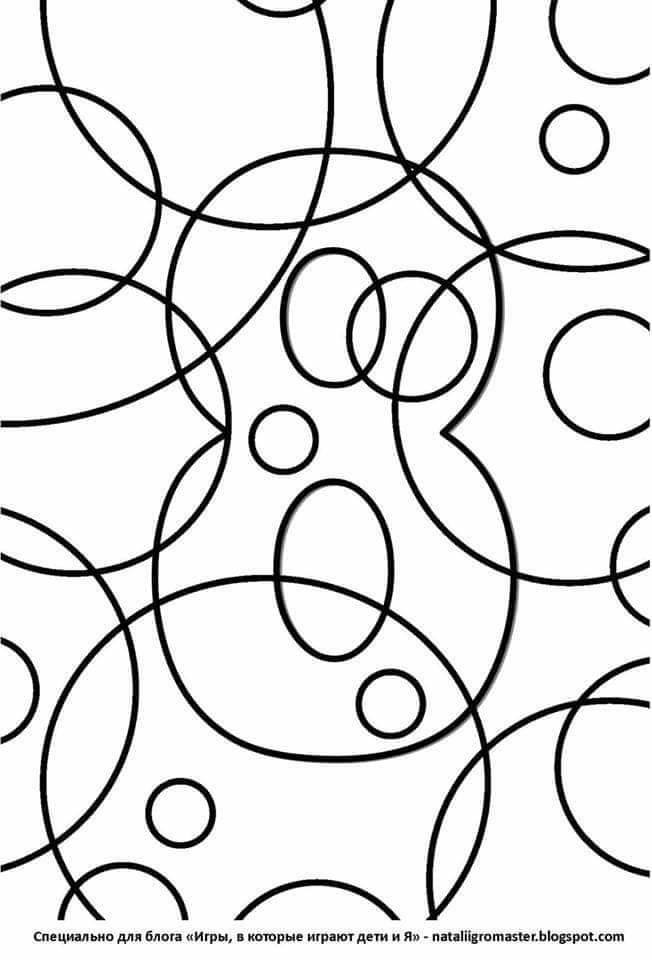 Специально для блога «Игры, в которые играют дети и Я» - nataliigromaster.blogspot.com